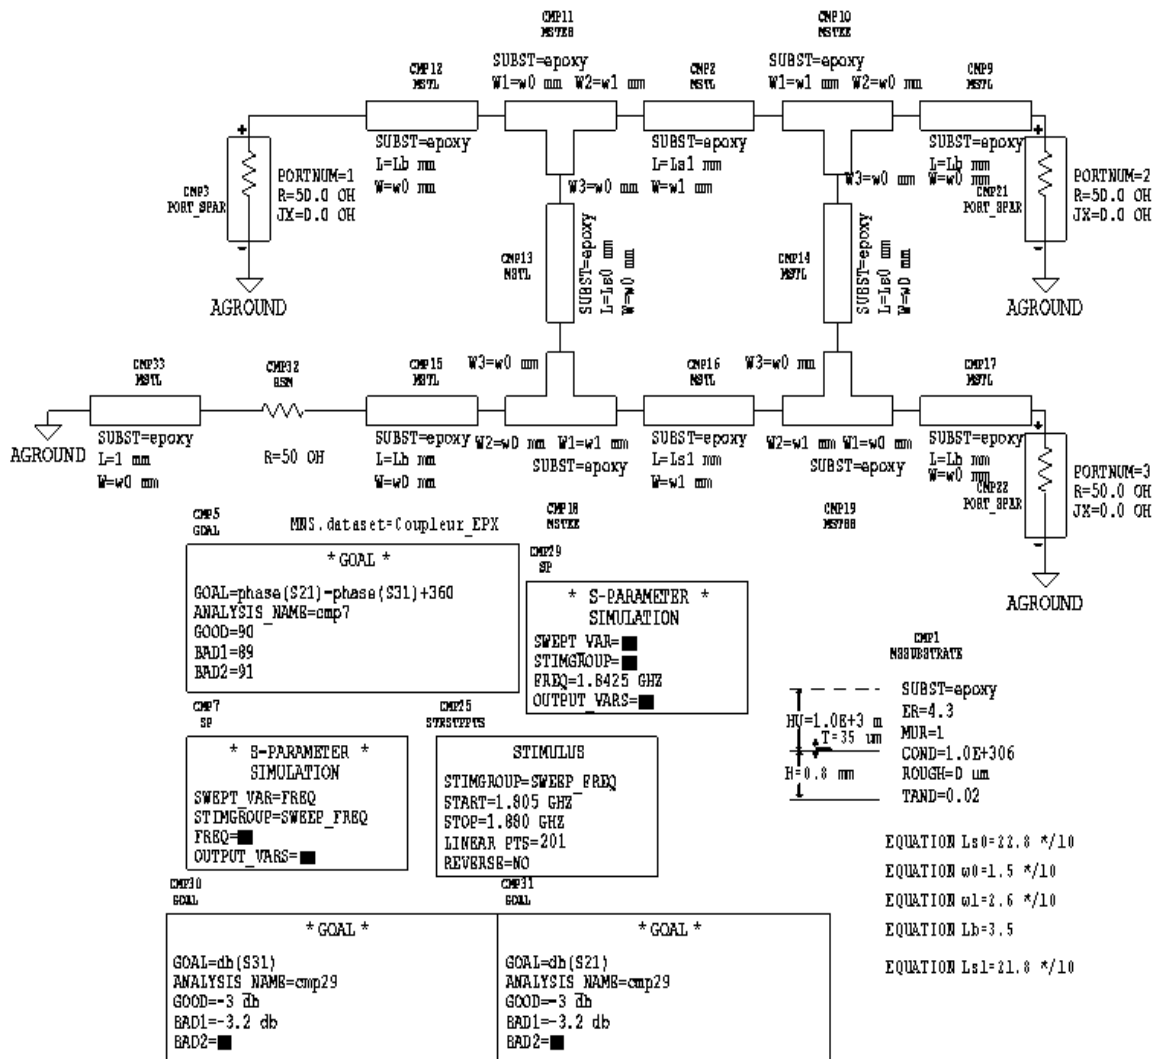 CMP11
MSTEE
SUBST=epoxy
W1=w0 mm W2=w1 mm
CMP10
MSTEE
SUBST=epoxy
W1=w1 mm W2=w0 mm
CMP12
MSTL
CMP2
MSTL
CMP9
MSTL
SUBST=epoxy
L=Lb mm
W=w0 mm
W3=w0 mm
SUBST=epoxy
L=Ls1 mm
W=w1 mm
W3=w0 mm
SUBST=epoxy
L=Lb mm
W=w0 mm
CMP3
PORT_SPAR
PORTNUM=1
R=50.0 OH
JX=0.0 OH
AGROUND
CMP21
PORT_SPAR
PORTNUM=2
R=50.0 OH
JX=0.0 OH
AGROUND
CMP13
MSTL
SUBST=epoxy
L=Ls0 mm
W=w0 mm
CMP14
MSTL
SUBST=epoxy
L=Ls0 mm
W=w0 mm
CMP33
MSTL
CMP32
CMP15
MSTL
W3=w0 mm
CMP16
MSTL
W3=w0 mm
CMP17
MSTL
AGROUND
SUBST=epoxy
L=1 mm
W=w0 mm
R=50 OH
SUBST=epoxy
L=Lb mm
W=w0 mm
W2=w0 mm W1=w1 mm
SUBST=epoxy
CMP18
MSTEE
SUBST=epoxy
L=Ls1 mm
W=w1 mm
W2=w1 mm W1=w0 mm
SUBST=epoxy
CMP19
MSTEE
SUBST=epoxy
L=Lb mm
W=w0 mm
CMP22
PORT_SPAR
PORTNUM=3
R=50.0 OH
JX=0.0 OH
AGROUND
CMP5
GOAL
MNS.dataset=Coupleur_EPX
* GOAL *
GOAL=phase(S21)-phase(S31)+360
ANALYSIS_NAME=cmp7
GOOD=90
BAD1=89
BAD2=91
CMP29
SP
* S-PARAMETER *
SIMULATION
SWEPT_VAR=
STIMGROUP=
FREQ=1.8425 GHZ
OUTPUT_VARS=
CMP1
MSSUBSTRATE
SUBST=epoxy
ER=4.3
MUR=1
COND=1.0E+306
ROUGH=0 um
TAND=0.02
HU=1.0E+3 m
T=35 um
H=0.8 mm
CMP7
SP
* S-PARAMETER *
SIMULATION
SWEPT_VAR=FREQ
STIMGROUP=SWEEP_FREQ
FREQ=
OUTPUT_VARS=
CMP25
STIMULUS
STIMGROUP=SWEEP_FREQ
START=1.805 GHZ
STOP=1.880 GHZ
LINEAR PTS=201
REVERSE=NO
EQUATION Ls0=22.8 */10
EQUATION w0=1.5 */10
EQUATION w1=2.6 */10
EQUATION Lb=3.5
EQUATION Ls1=21.8 */10
CMP30
GOAL
* GOAL *
GOAL=db(S31)
ANALYSIS_NAME=cmp29
GOOD=-3 db
BAD1=-3.2 db
BAD2=
CMP31
GOAL
* GOAL *
GOAL=db(S21)
ANALYSIS_NAME=cmp29
GOOD=-3 db
BAD1=-3.2 db
BAD2=